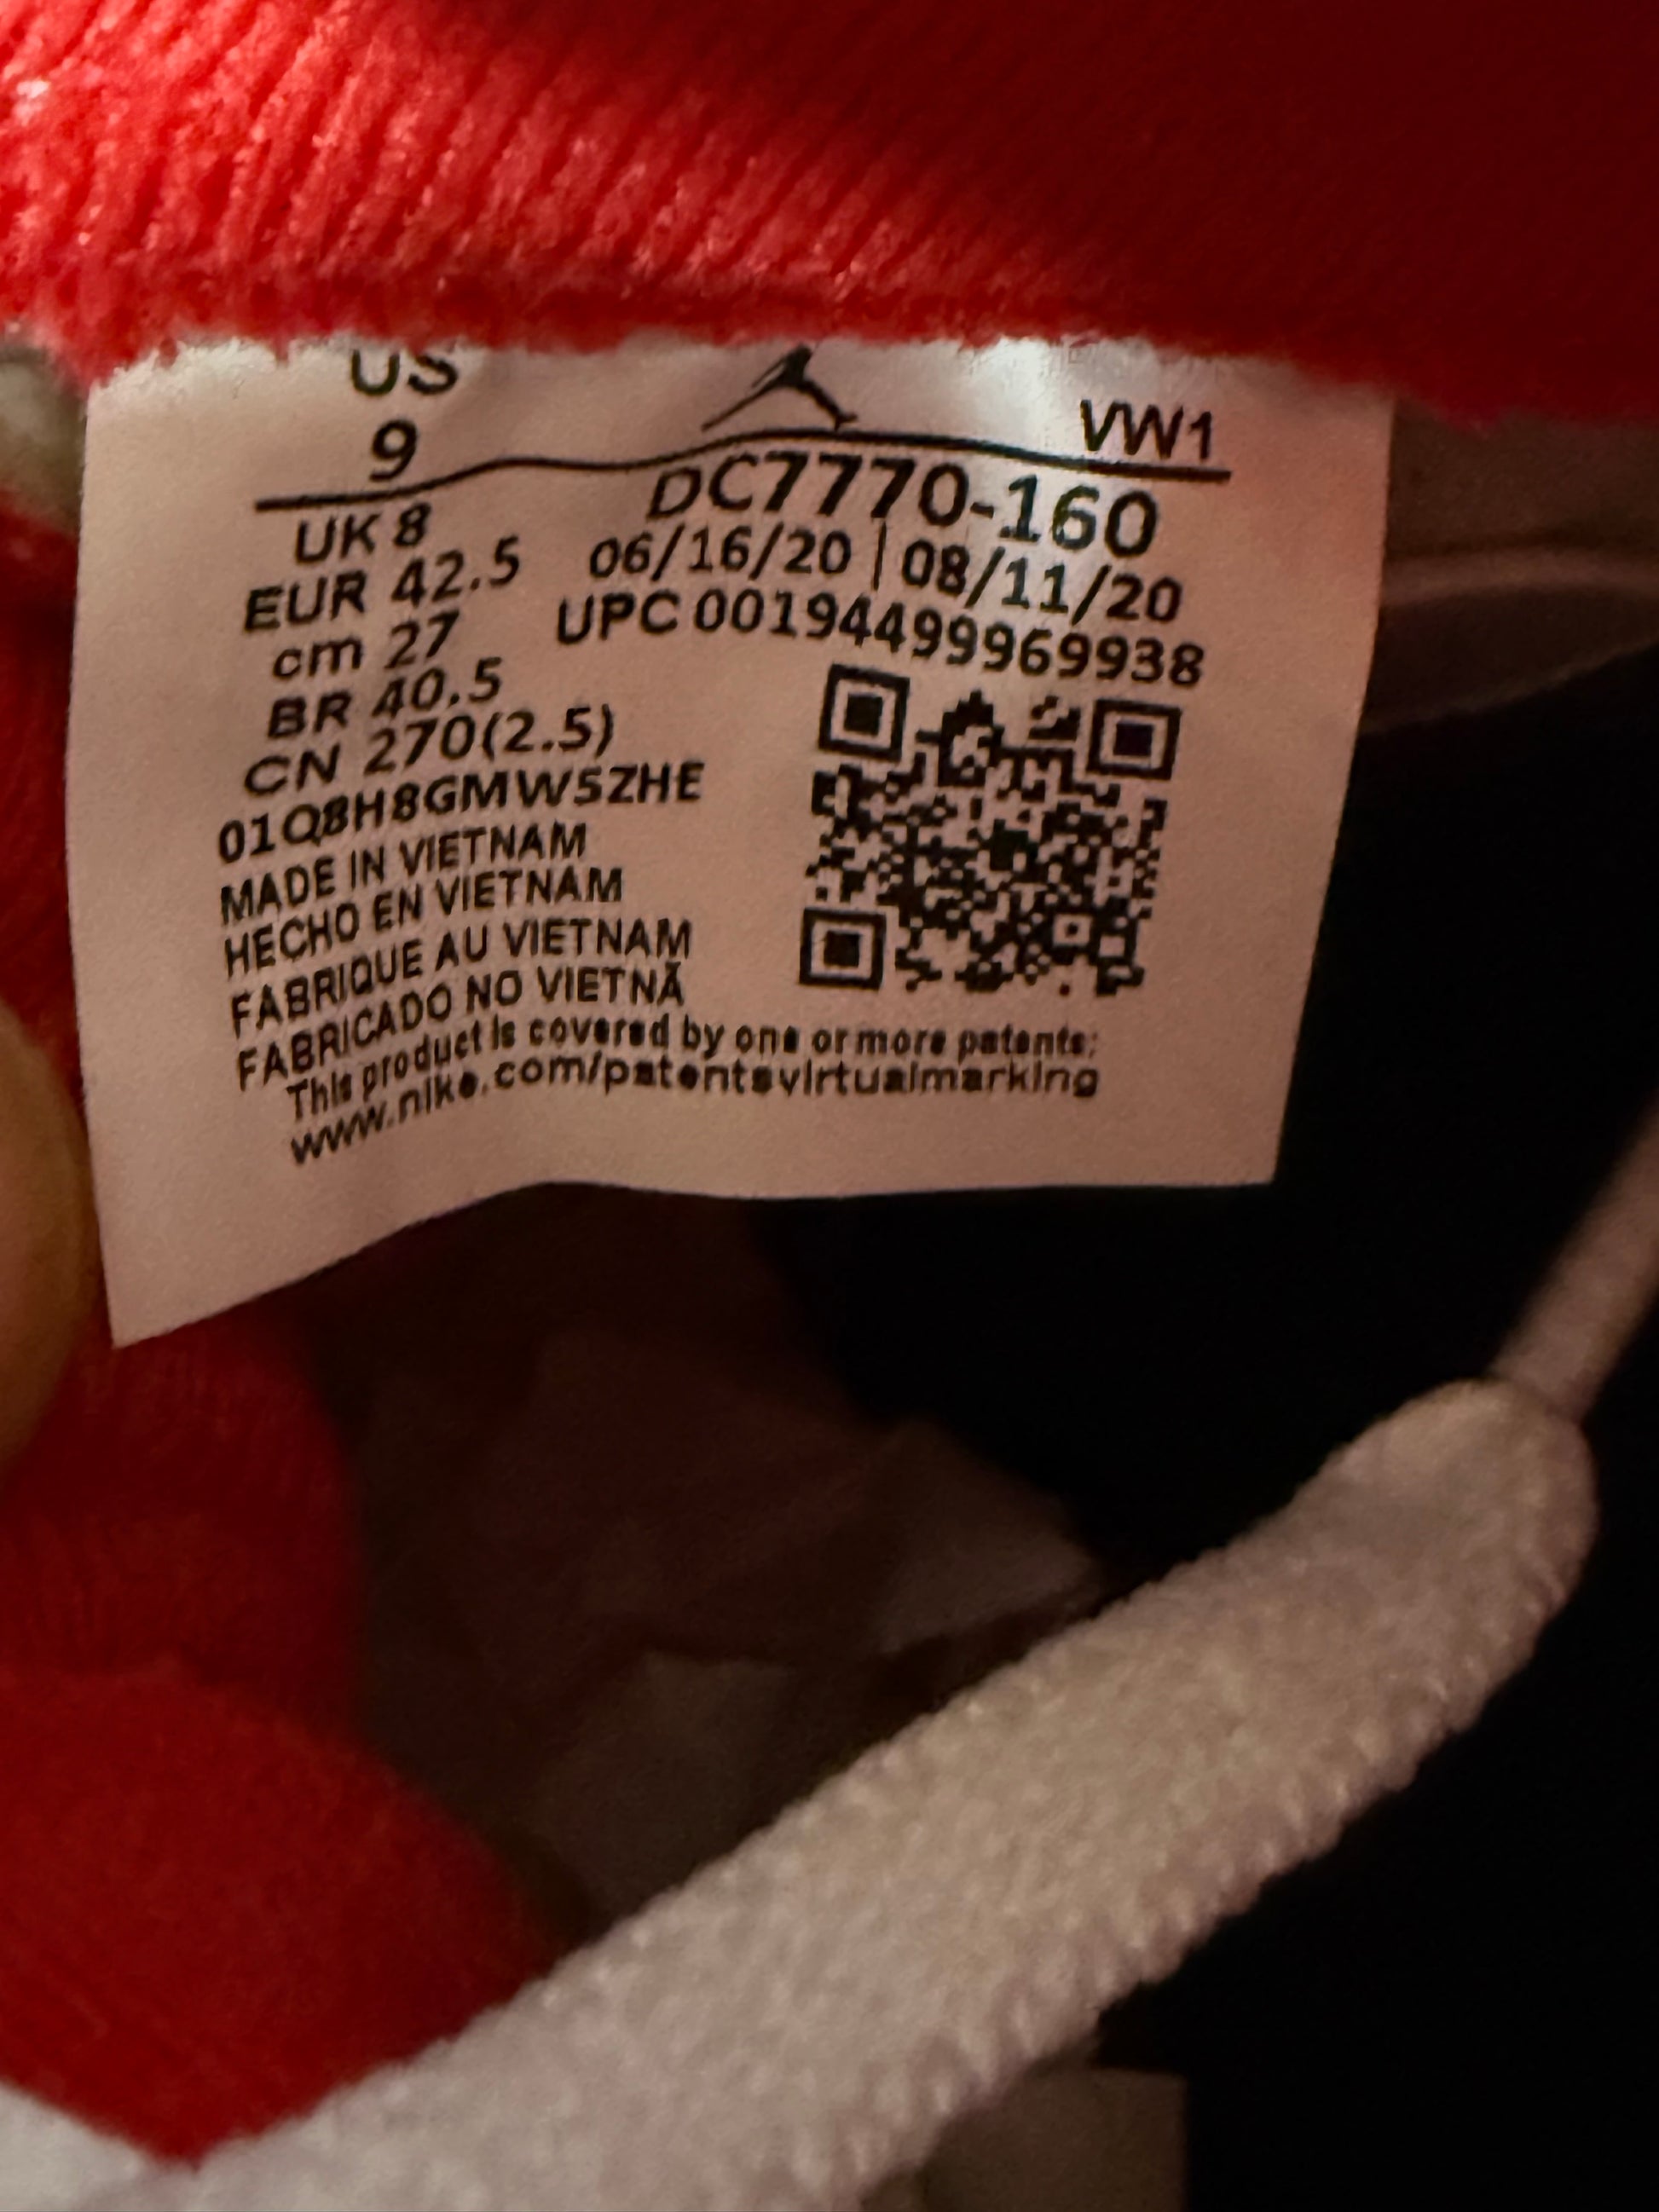 US
9
VW1
UK 8
EUR 42.5
cm 27
BR 40.5
CN 270(2.5)
DC7770-160
06/16/20 | 08/11/20
UPC 00194499969938
01Q8H8GMW5ZHE
MADE IN VIETNAM
HECHO EN VIETNAM
FABRIQUE AU VIETNAM
FABRICADO NO VIETNÃ
This product is covered by one or more patents:
www.nike.com/patentsvirtualmarking